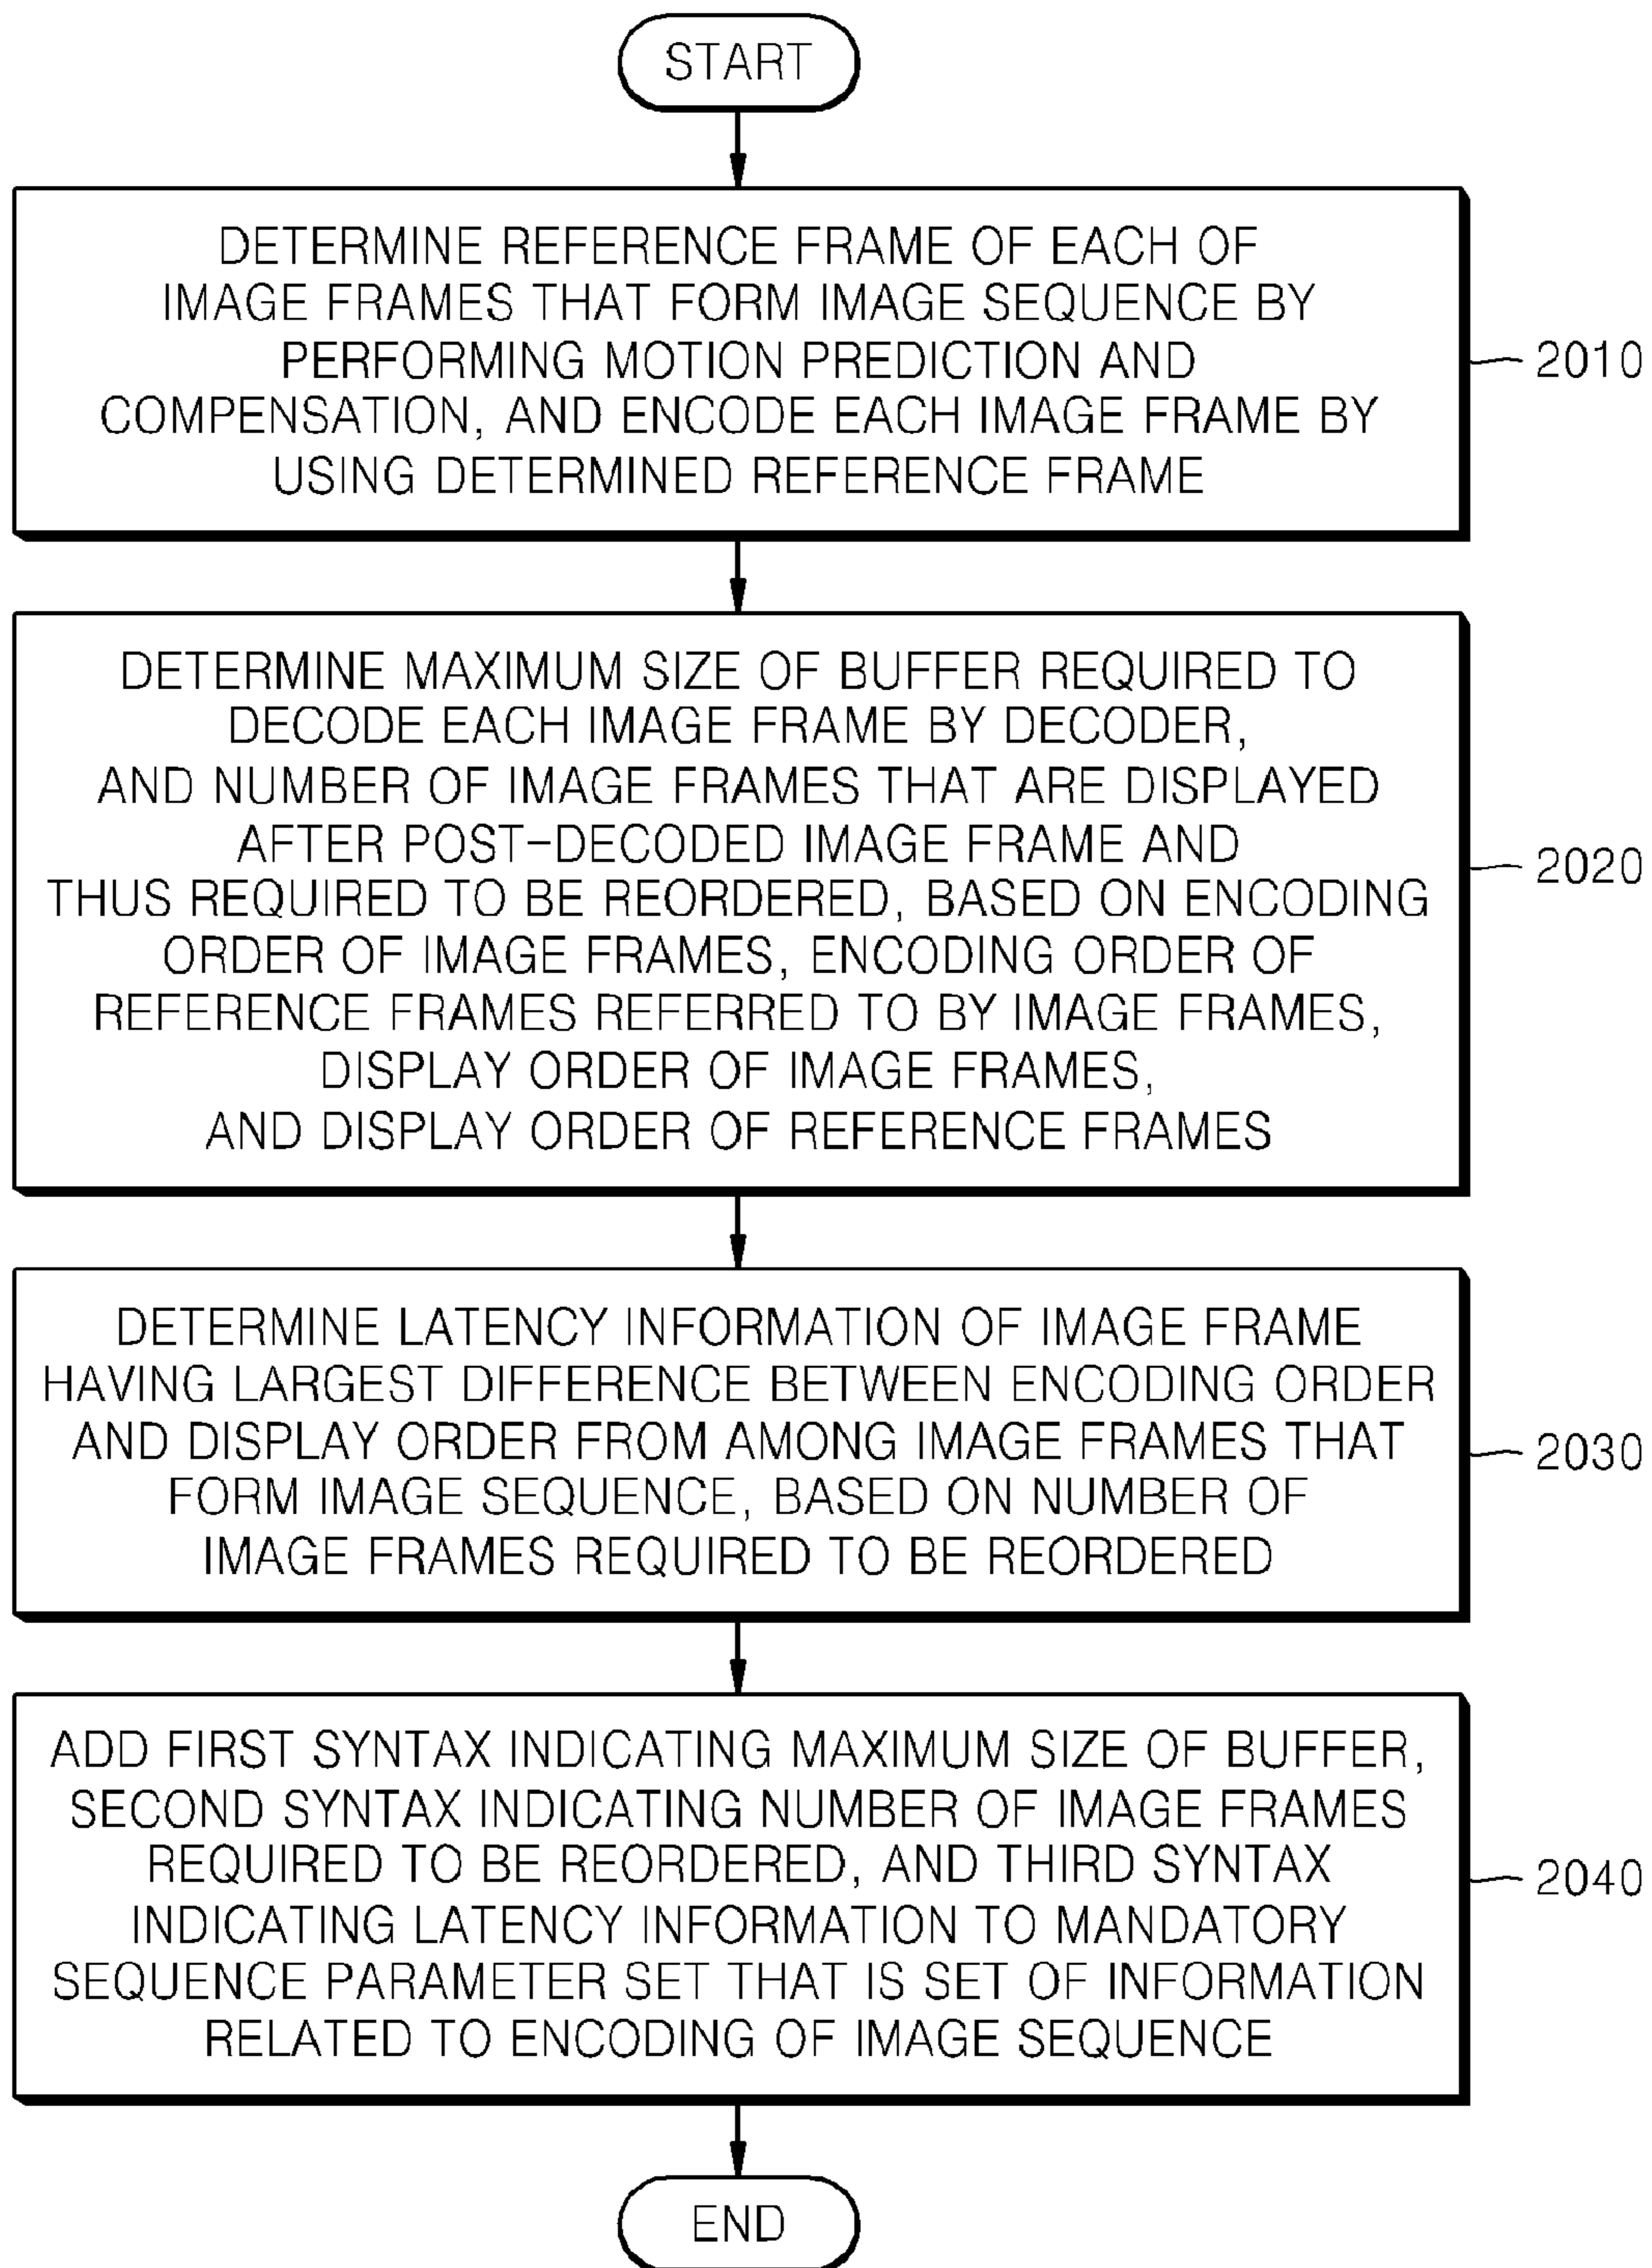 START
DETERMINE REFERENCE FRAME OF EACH OF
IMAGE FRAMES THAT FORM IMAGE SEQUENCE BY
PERFORMING MOTION PREDICTION AND
COMPENSATION, AND ENCODE EACH IMAGE FRAME BY
USING DETERMINED REFERENCE FRAME
2010
DETERMINE MAXIMUM SIZE OF BUFFER REQUIRED TO
DECODE EACH IMAGE FRAME BY DECODER,
AND NUMBER OF IMAGE FRAMES THAT ARE DISPLAYED
AFTER POST-DECODED IMAGE FRAME AND
THUS REQUIRED TO BE REORDERED, BASED ON ENCODING
ORDER OF IMAGE FRAMES, ENCODING ORDER OF
REFERENCE FRAMES REFERRED TO BY IMAGE FRAMES,
DISPLAY ORDER OF IMAGE FRAMES,
AND DISPLAY ORDER OF REFERENCE FRAMES
2020
DETERMINE LATENCY INFORMATION OF IMAGE FRAME
HAVING LARGEST DIFFERENCE BETWEEN ENCODING ORDER
AND DISPLAY ORDER FROM AMONG IMAGE FRAMES THAT
FORM IMAGE SEQUENCE, BASED ON NUMBER OF
IMAGE FRAMES REQUIRED TO BE REORDERED
2030
ADD FIRST SYNTAX INDICATING MAXIMUM SIZE OF BUFFER,
SECOND SYNTAX INDICATING NUMBER OF IMAGE FRAMES
REQUIRED TO BE REORDERED, AND THIRD SYNTAX
INDICATING LATENCY INFORMATION TO MANDATORY
SEQUENCE PARAMETER SET THAT IS SET OF INFORMATION
RELATED TO ENCODING OF IMAGE SEQUENCE
2040
END